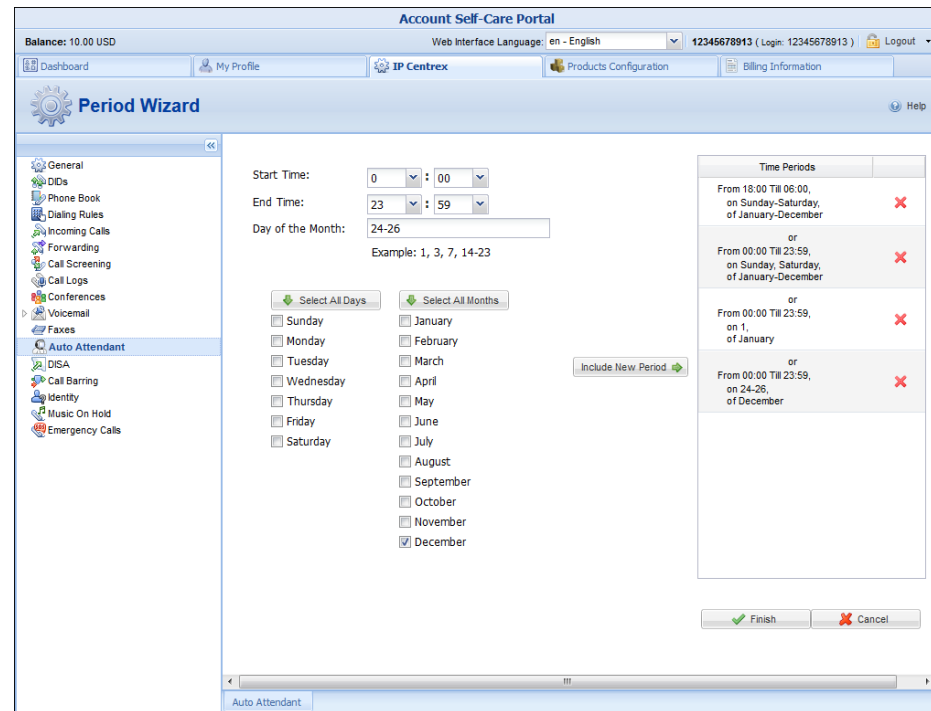 Account Self-Care Portal
Balance: 10.00 USD
Web Interface Language: en - English
12345678913 ( Login: 12345678913 )
Logout
Dashboard
My Profile
IP Centrex
Products Configuration
Billing Information
Period Wizard
Help
General
DIDs
Phone Book
Dialing Rules
Incoming Calls
Forwarding
Call Screening
Call Logs
Conferences
Voicemail
Faxes
Auto Attendant
DISA
Call Barring
Identity
Music On Hold
Emergency Calls
Start Time: 0 : 00
End Time: 23 : 59
Day of the Month: 24-26
Example: 1, 3, 7, 14-23
Select All Days
Sunday
Monday
Tuesday
Wednesday
Thursday
Friday
Saturday
Select All Months
January
February
March
April
May
June
July
August
September
October
November
December
Include New Period
Time Periods
From 18:00 Till 06:00,
on Sunday-Saturday,
of January-December
or
From 00:00 Till 23:59,
on Sunday, Saturday,
of January-December
or
From 00:00 Till 23:59,
on 1,
of January
or
From 00:00 Till 23:59,
on 24-26,
of December
Finish
Cancel
Auto Attendant